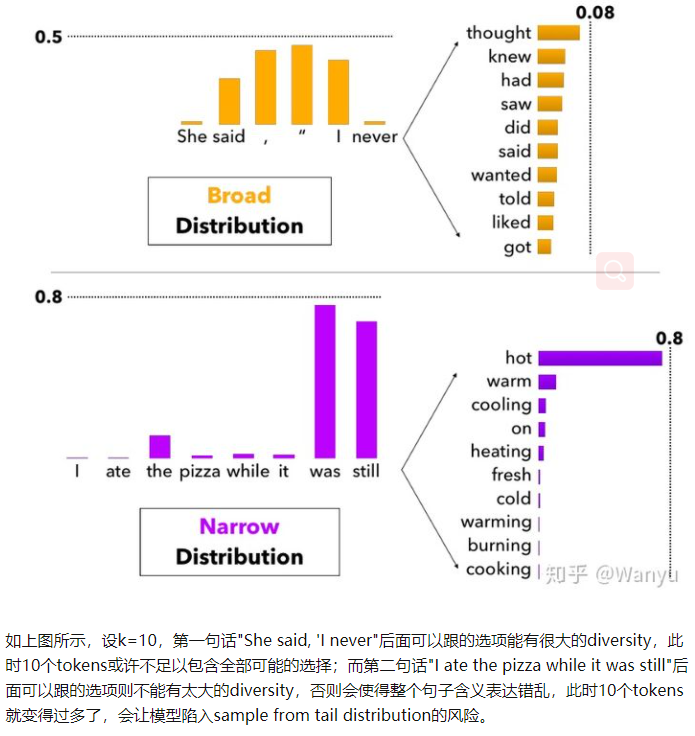 0.5
She said , “ I never
Broad
Distribution
0.08
thought
knew
had
saw
did
said
wanted
told
liked
got
0.8
I ate the pizza while it was still
Narrow
Distribution
0.8
hot
warm
cooling
on
heating
fresh
cold
warming
burning
cooking
知乎 @Wanyu
如上图所示，设k=10，第一句话"She said, 'I never"后面可以跟的选项能有很大的diversity，此
时10个tokens或许不足以包含全部可能的选择；而第二句话"I ate the pizza while it was still"后
面可以跟的选项则不能有太大的diversity，否则会使得整个句子含义表达错乱，此时10个tokens
就变得过多了，会让模型陷入sample from tail distribution的风险。